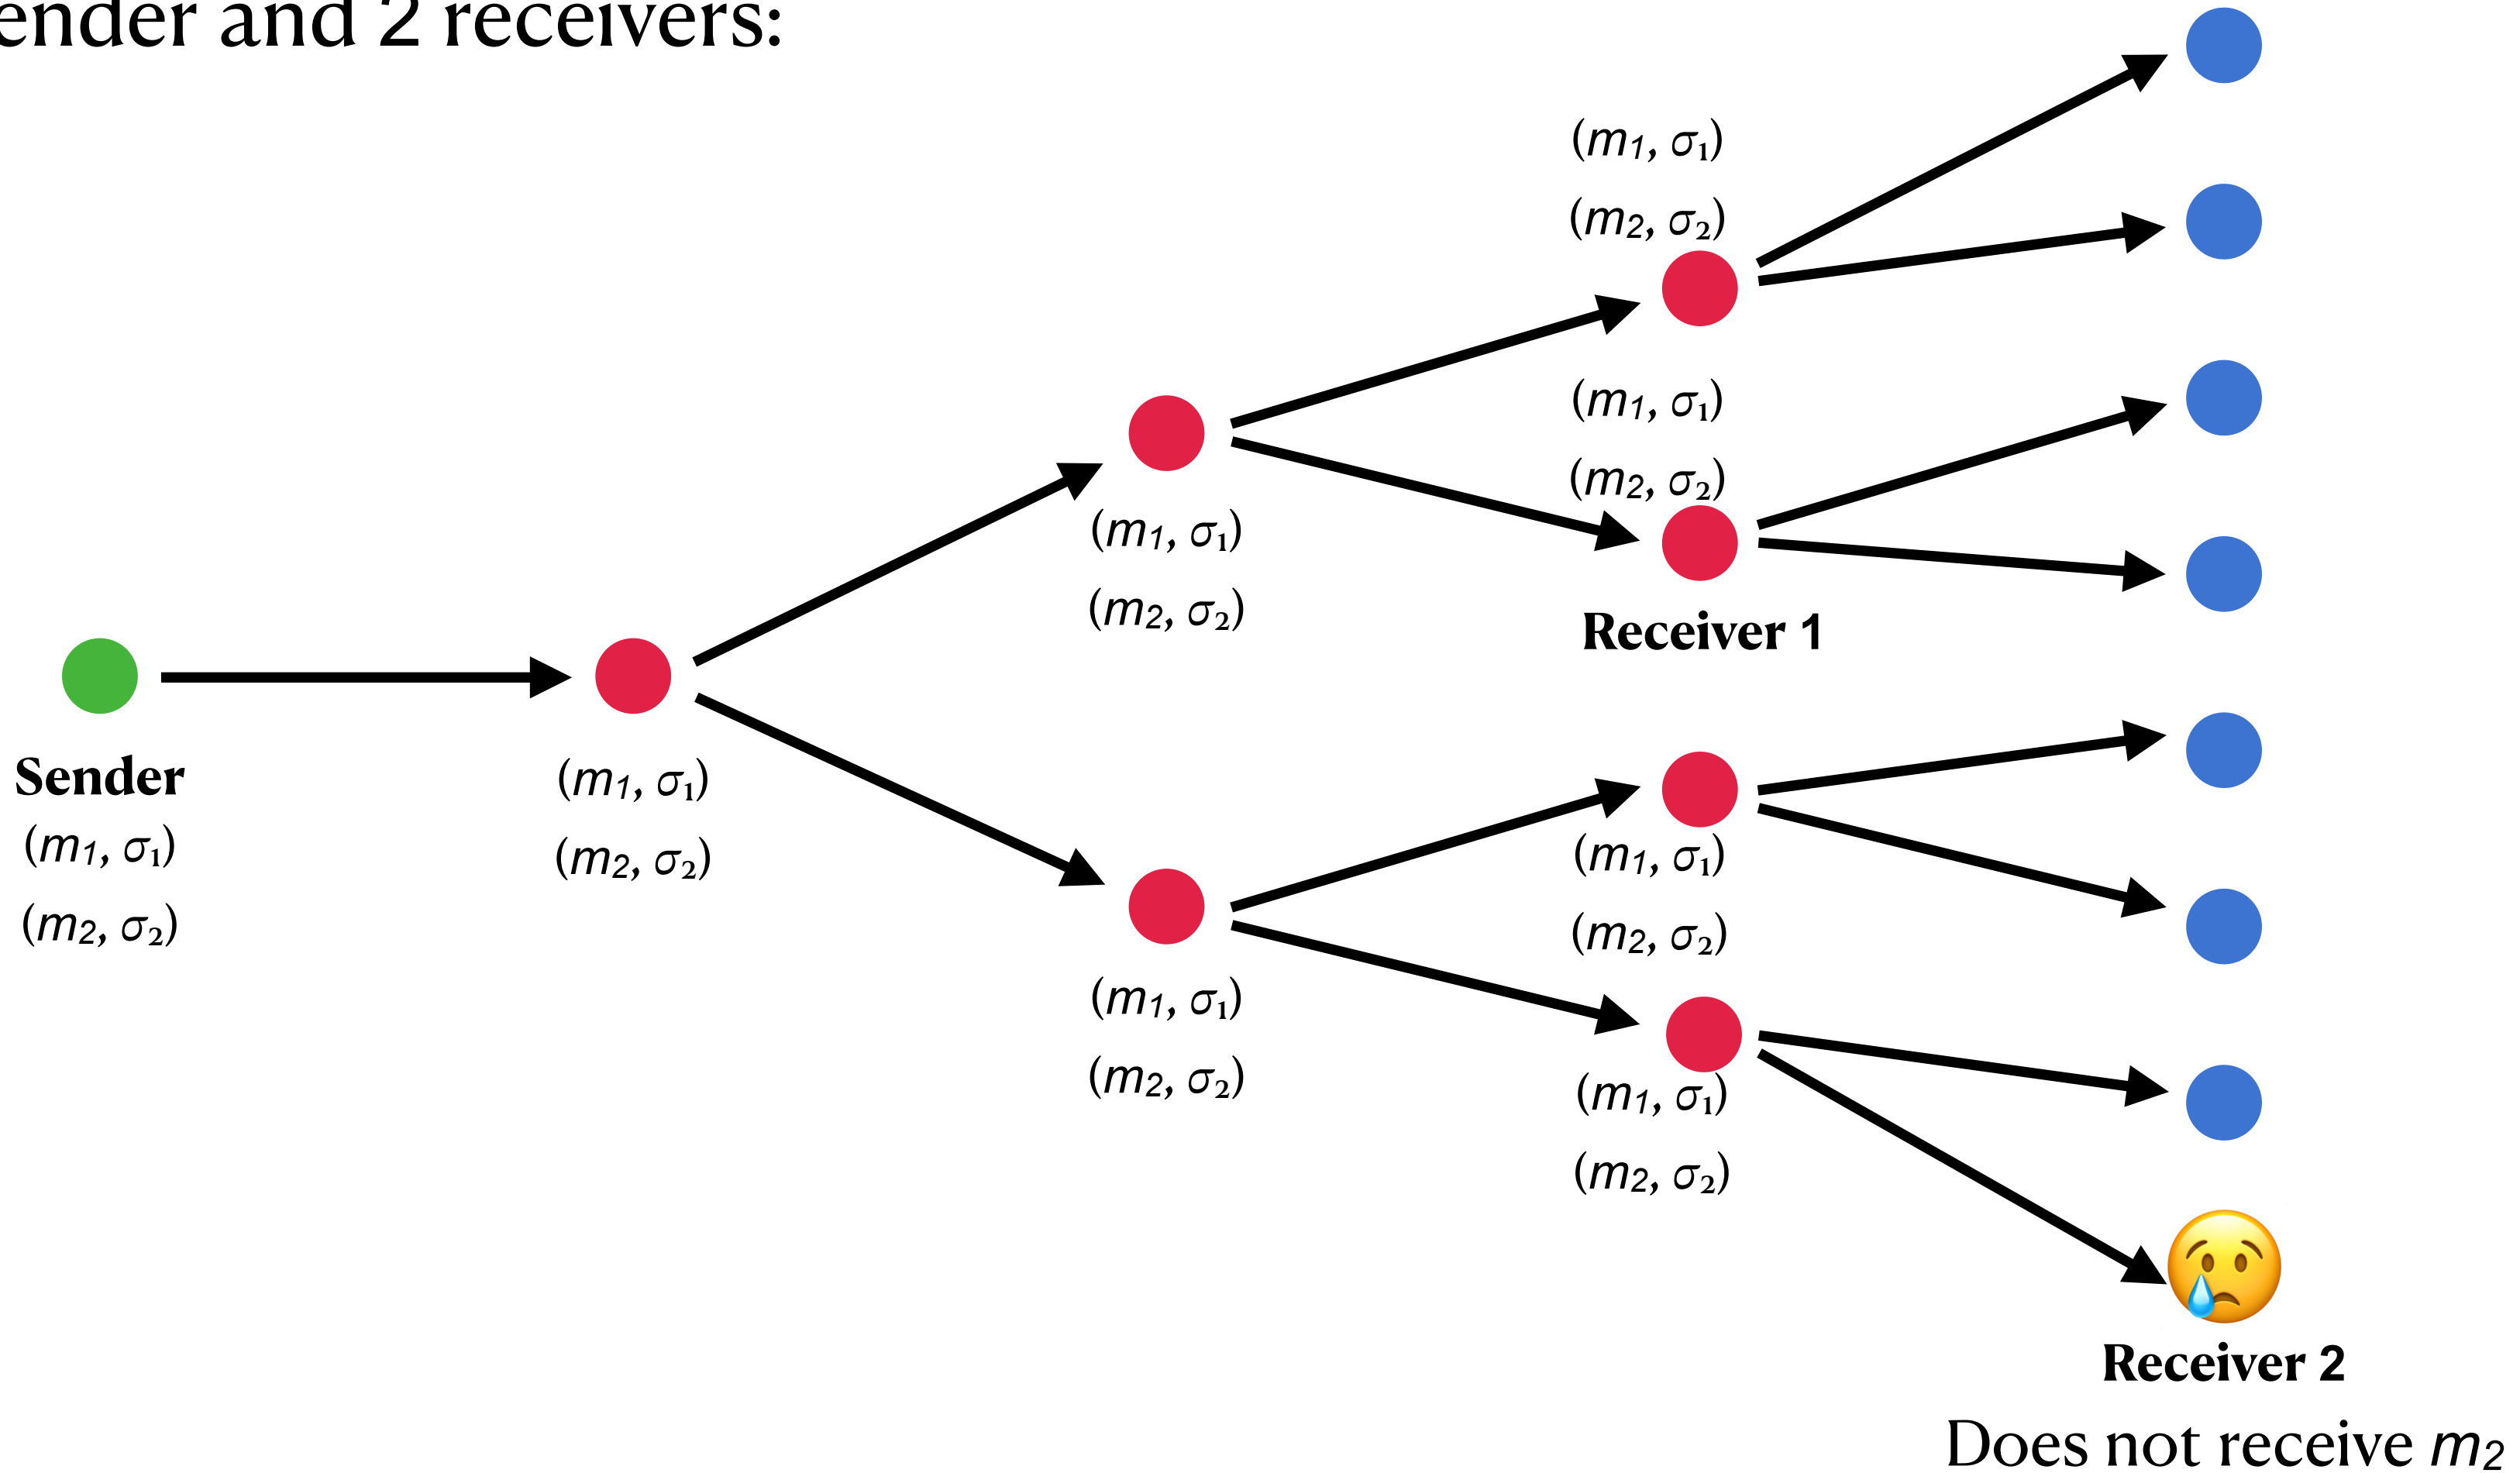 ender and 2 receivers:
(m₁, σ₁)
(m₂, σ₂)
(m₁, σ₁)
(m₂, σ₂)
Receiver 1
(m₁, σ₁)
(m₂, σ₂)
Sender
(m₁, σ₁)
(m₂, σ₂)
(m₁, σ₁)
(m₂, σ₂)
(m₁, σ₁)
(m₂, σ₂)
(m₁, σ₁)
(m₂, σ₂)
(m₁, σ₁)
(m₂, σ₂)
Receiver 2
Does not receive m₂